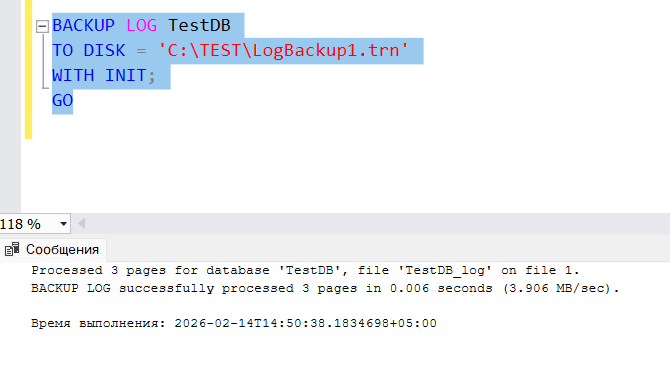 BACKUP LOG TestDB
TO DISK = 'C:\TEST\LogBackup1.trn'
WITH INIT;
GO
118 %
Сообщения
Processed 3 pages for database 'TestDB', file 'TestDB_log' on file 1.
BACKUP LOG successfully processed 3 pages in 0.006 seconds (3.906 MB/sec).
Время выполнения: 2026-02-14T14:50:38.1834698+05:00